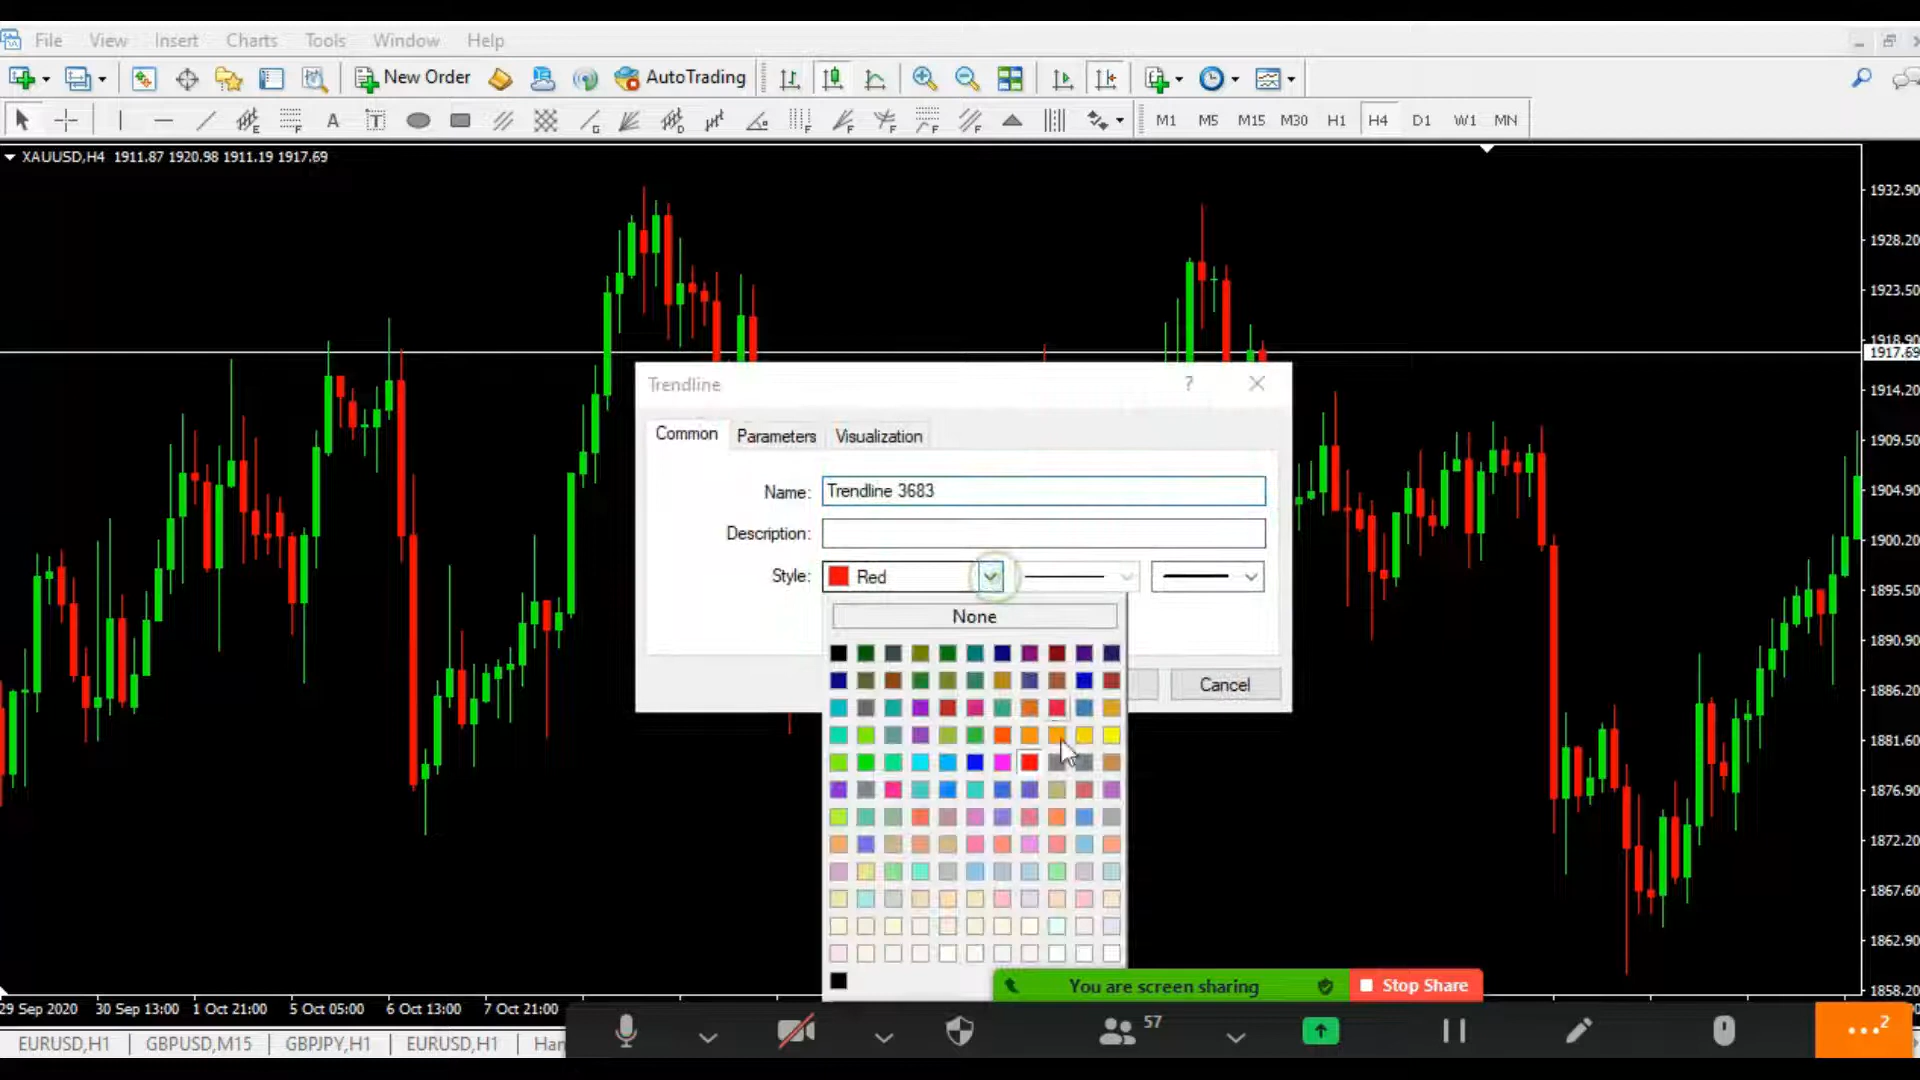 File View Insert Charts Tools Window Help
New Order AutoTrading
A T M1 M5 M15 M30 H1 H4 D1 W1 MN
XAUUSD,H4 1911.87 1920.98 1911.19 1917.69
1932.90
1928.20
1923.50
1918.90
1917.69
1914.20
1909.50
1904.90
1900.20
1895.50
1890.90
1886.20
1881.60
1876.90
1872.20
1867.60
1862.90
1858.20
Trendline ?
Common Parameters Visualization
Name: Trendline 3683
Description:
Style: Red
None
Cancel
You are screen sharing Stop Share
29 Sep 2020 30 Sep 13:00 1 Oct 21:00 5 Oct 05:00 7 Oct 21:00
57
2
EURUSD,H1 GBPUSD,M15 GBPJPY,H1 EURUSD,H1